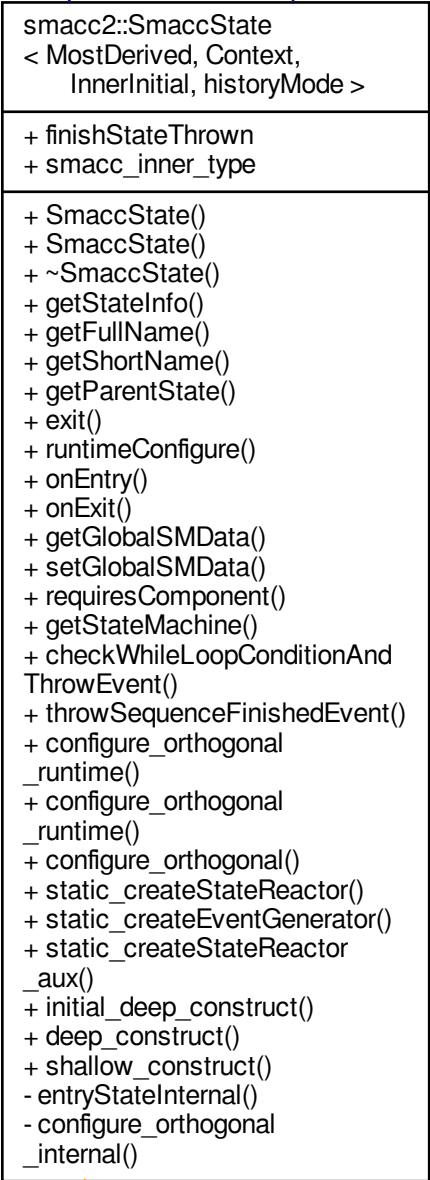 smacc2::SmaccState
< MostDerived, Context,
InnerInitial, historyMode >
+ finishStateThrown
+ smacc_inner_type
+ SmaccState()
+ SmaccState()
+ ~SmaccState()
+ getStateInfo()
+ getFullName()
+ getShortName()
+ getParentState()
+ exit()
+ runtimeConfigure()
+ onEntry()
+ onExit()
+ getGlobalSMData()
+ setGlobalSMData()
+ requiresComponent()
+ getStateMachine()
+ checkWhileLoopConditionAnd
ThrowEvent()
+ throwSequenceFinishedEvent()
+ configure_orthogonal
_runtime()
+ configure_orthogonal
_runtime()
+ configure_orthogonal()
+ static_createStateReactor()
+ static_createEventGenerator()
+ static_createStateReactor
_aux()
+ initial_deep_construct()
+ deep_construct()
+ shallow_construct()
- entryStateInternal()
- configure_orthogonal
_internal()